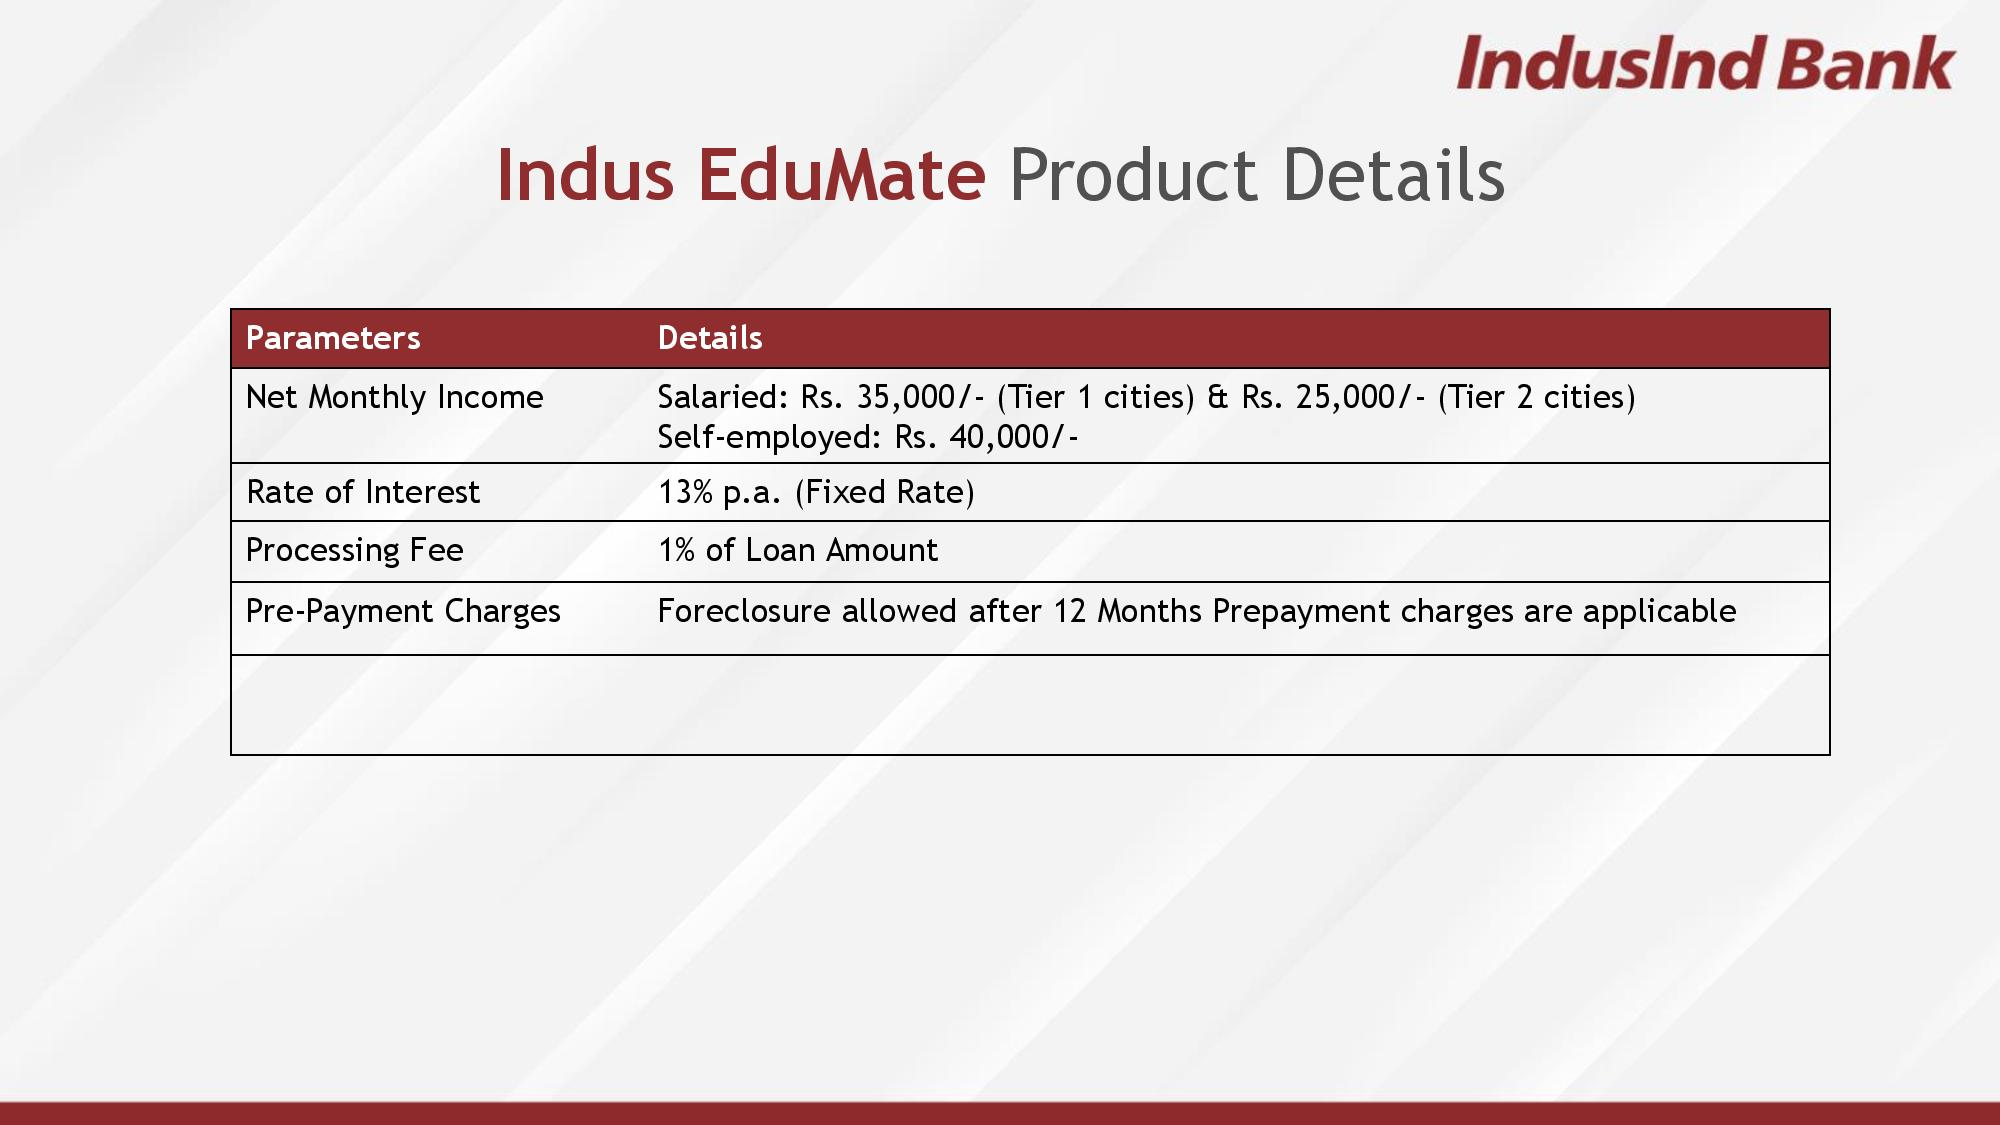 IndusInd Bank
Indus EduMate Product Details
Parameters Details
Net Monthly Income Salaried: Rs. 35,000/- (Tier 1 cities) & Rs. 25,000/- (Tier 2 cities)
Self-employed: Rs. 40,000/-
Rate of Interest 13% p.a. (Fixed Rate)
Processing Fee 1% of Loan Amount
Pre-Payment Charges Foreclosure allowed after 12 Months Prepayment charges are applicable